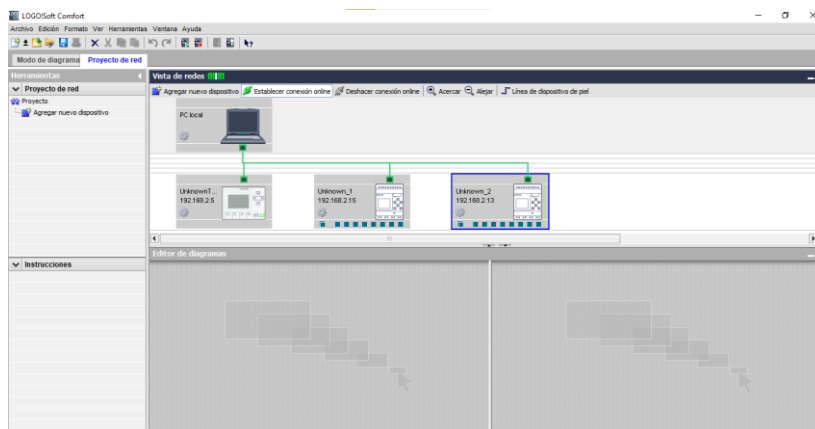 LOGO!Soft Comfort
Archivo Edición Formato Ver Herramientas Ventana Ayuda
Modo de diagrama Proyecto de red
Herramientas
Vista de redes
Proyecto de red
Agregar nuevo dispositivo Establecer conexión online Deshacer conexión online Acercar Alejar Línea de dispositivo de piel
Proyecto
Agregar nuevo dispositivo
PC local
UnknownT...
192.168.2.5
Unknown_1
192.168.2.15
Unknown_2
192.168.2.13
Editor de diagramas
Instrucciones